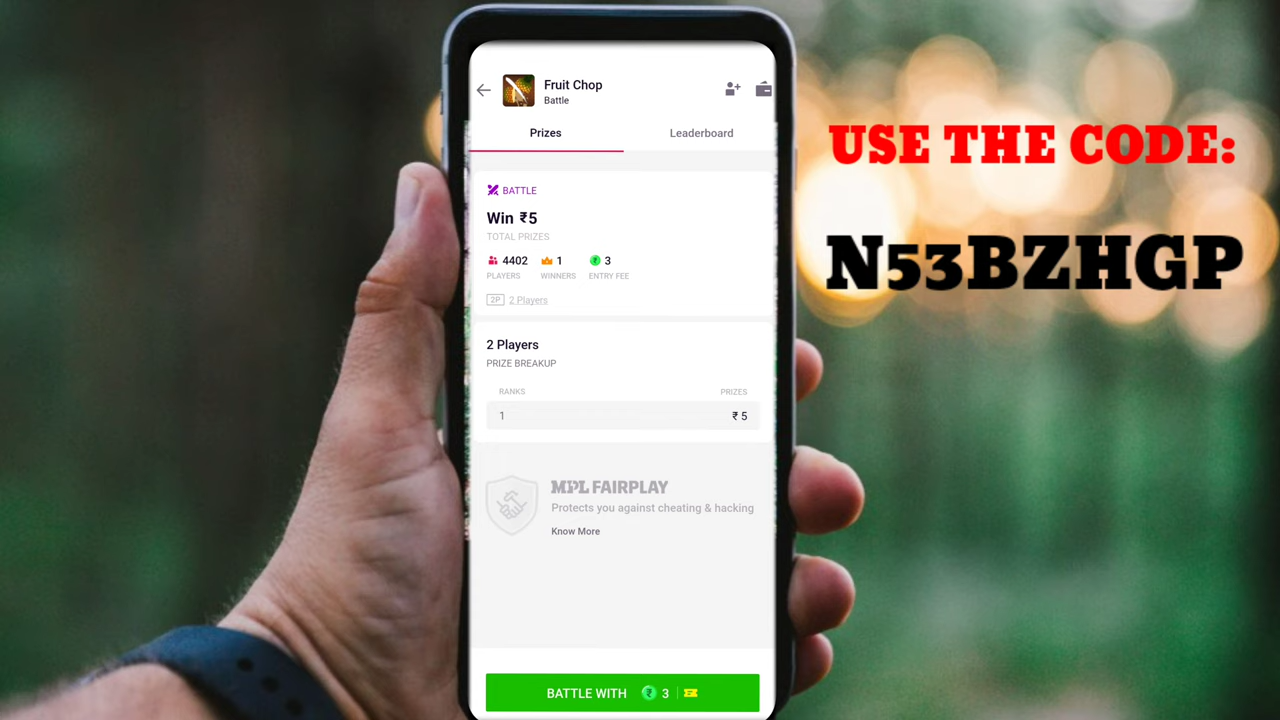 Fruit Chop
Battle
Prizes
Leaderboard
BATTLE
Win ₹5
TOTAL PRIZES
4402
PLAYERS
1
WINNERS
₹ 3
ENTRY FEE
2P 2 Players
2 Players
PRIZE BREAKUP
RANKS PRIZES
1 ₹ 5
MPL FAIRPLAY
Protects you against cheating & hacking
Know More
BATTLE WITH ₹ 3
USE THE CODE:
N53BZHGP